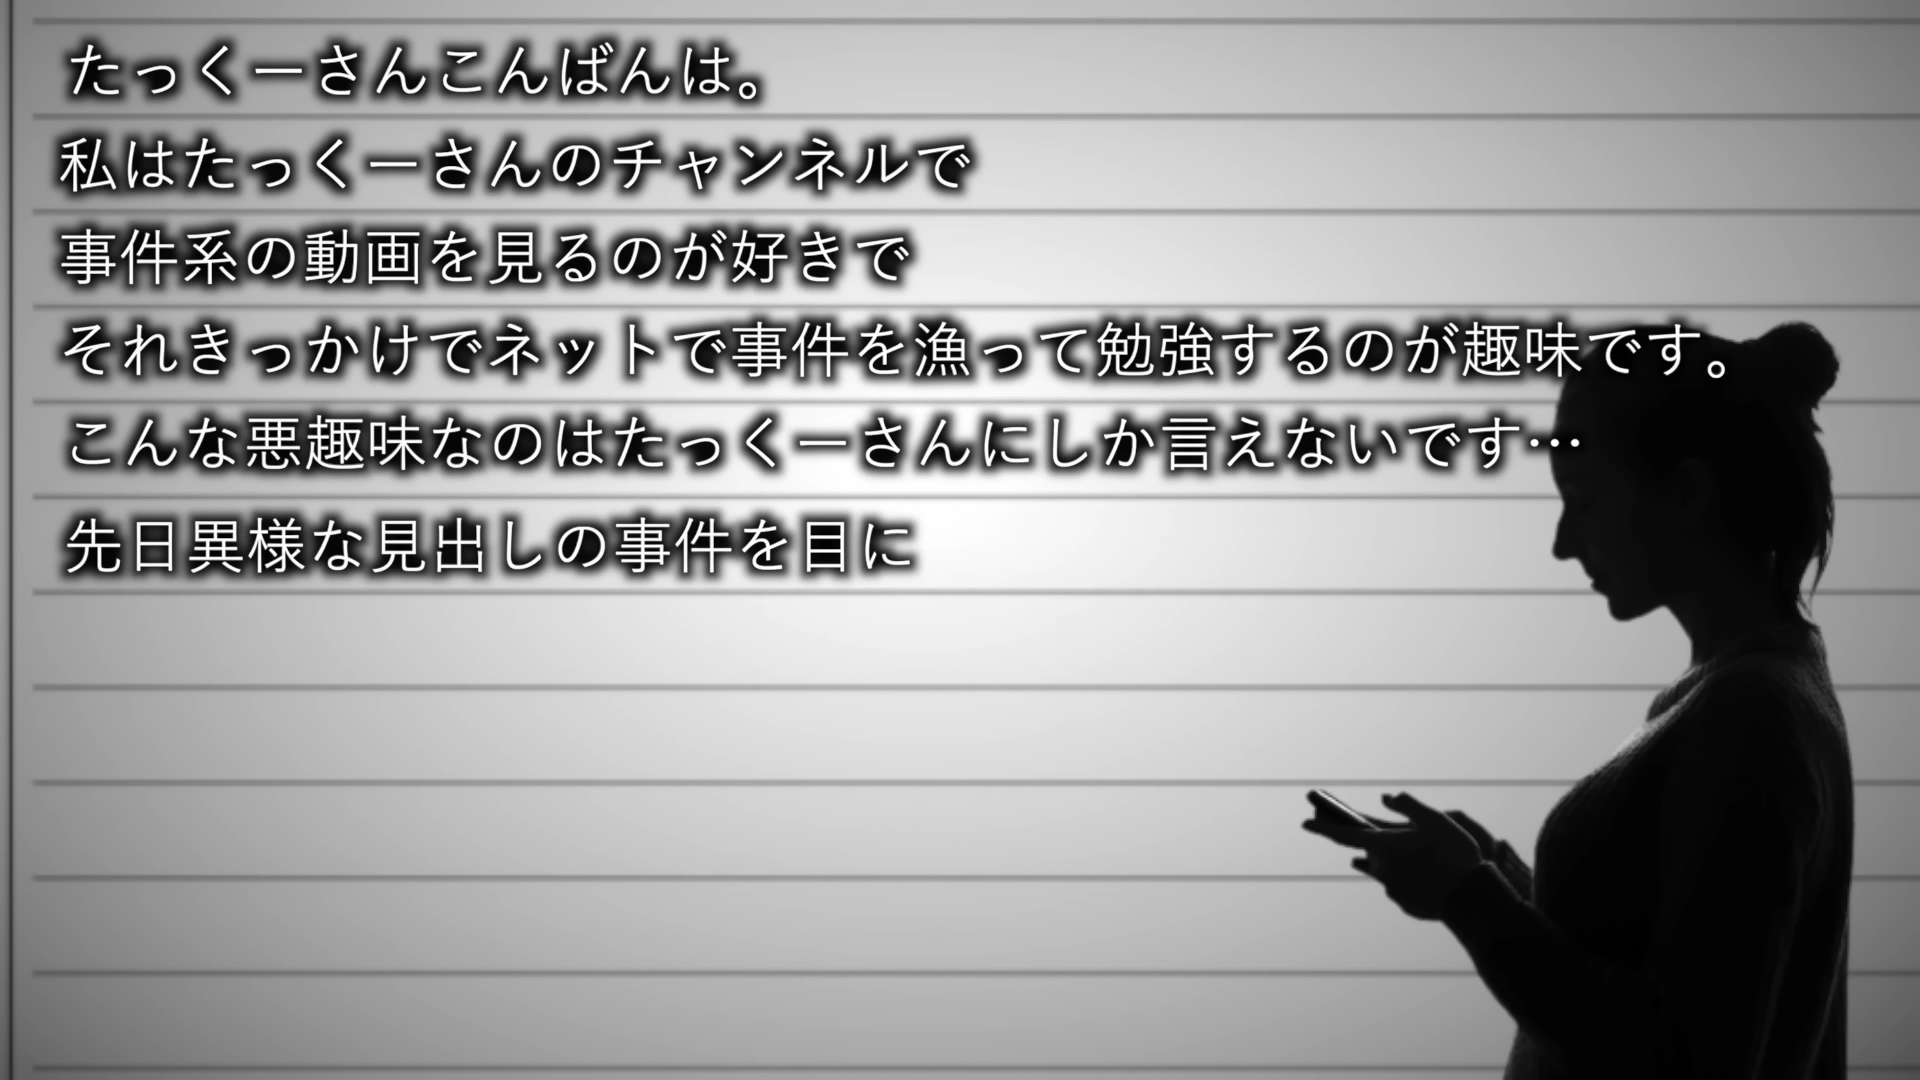 たっくーさんこんばんは。
私はたっくーさんのチャンネルで
事件系の動画を見るのが好きで
それきっかけでネットで事件を漁って勉強するのが趣味です。
こんな悪趣味なのはたっくーさんにしか言えないです…
先日異様な見出しの事件を目に